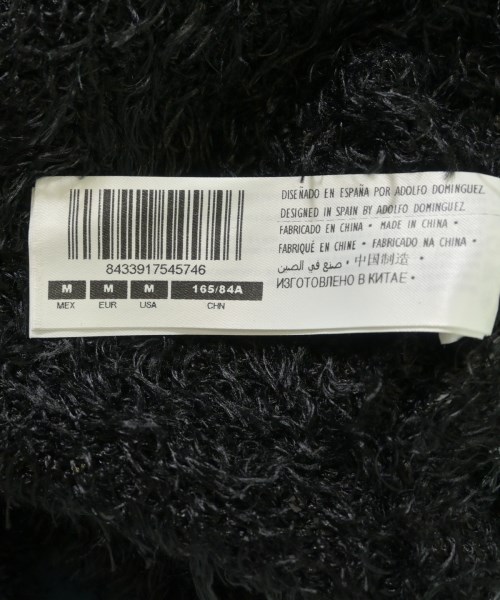 8433917545746
M M M 165/84A
MEX EUR USA CHN
DISEÑADO EN ESPAÑA POR ADOLFO DOMINGUEZ.
DESIGNED IN SPAIN BY ADOLFO DOMINGUEZ.
FABRICADO EN CHINA • MADE IN CHINA •
FABRIQUÉ EN CHINE • FABRICADO NA CHINA •
صنع في الصين • 中国制造 •
ИЗГОТОВЛЕНО В КИТАЕ •